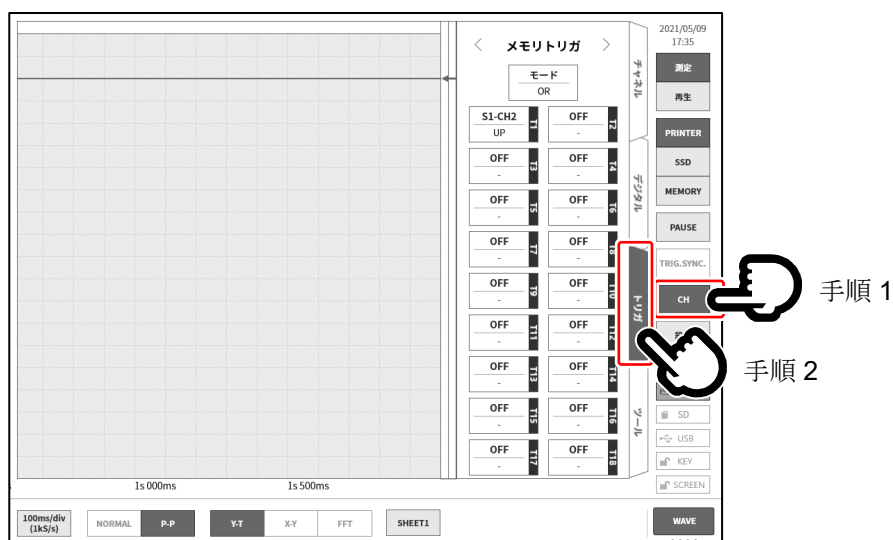 2021/05/09
17:35
メモリトリガ
モード
OR
S1-CH2
UP
T1
OFF
-
T2
OFF
-
T3
OFF
-
T4
OFF
-
T5
OFF
-
T6
OFF
-
T7
OFF
-
T8
OFF
-
T9
OFF
-
T10
OFF
-
T11
OFF
-
T12
OFF
-
T13
OFF
-
T14
OFF
-
T15
OFF
-
T16
OFF
-
T17
OFF
-
T18
チャネル
デジタル
トリガ
ツール
測定
再生
PRINTER
SSD
MEMORY
PAUSE
TRIG.SYNC.
CH
SD
USB
KEY
SCREEN
手順 1
手順 2
1s000ms
1s500ms
100ms/div
(1kS/s)
NORMAL
P-P
Y-T
X-Y
FFT
SHEET1
WAVE